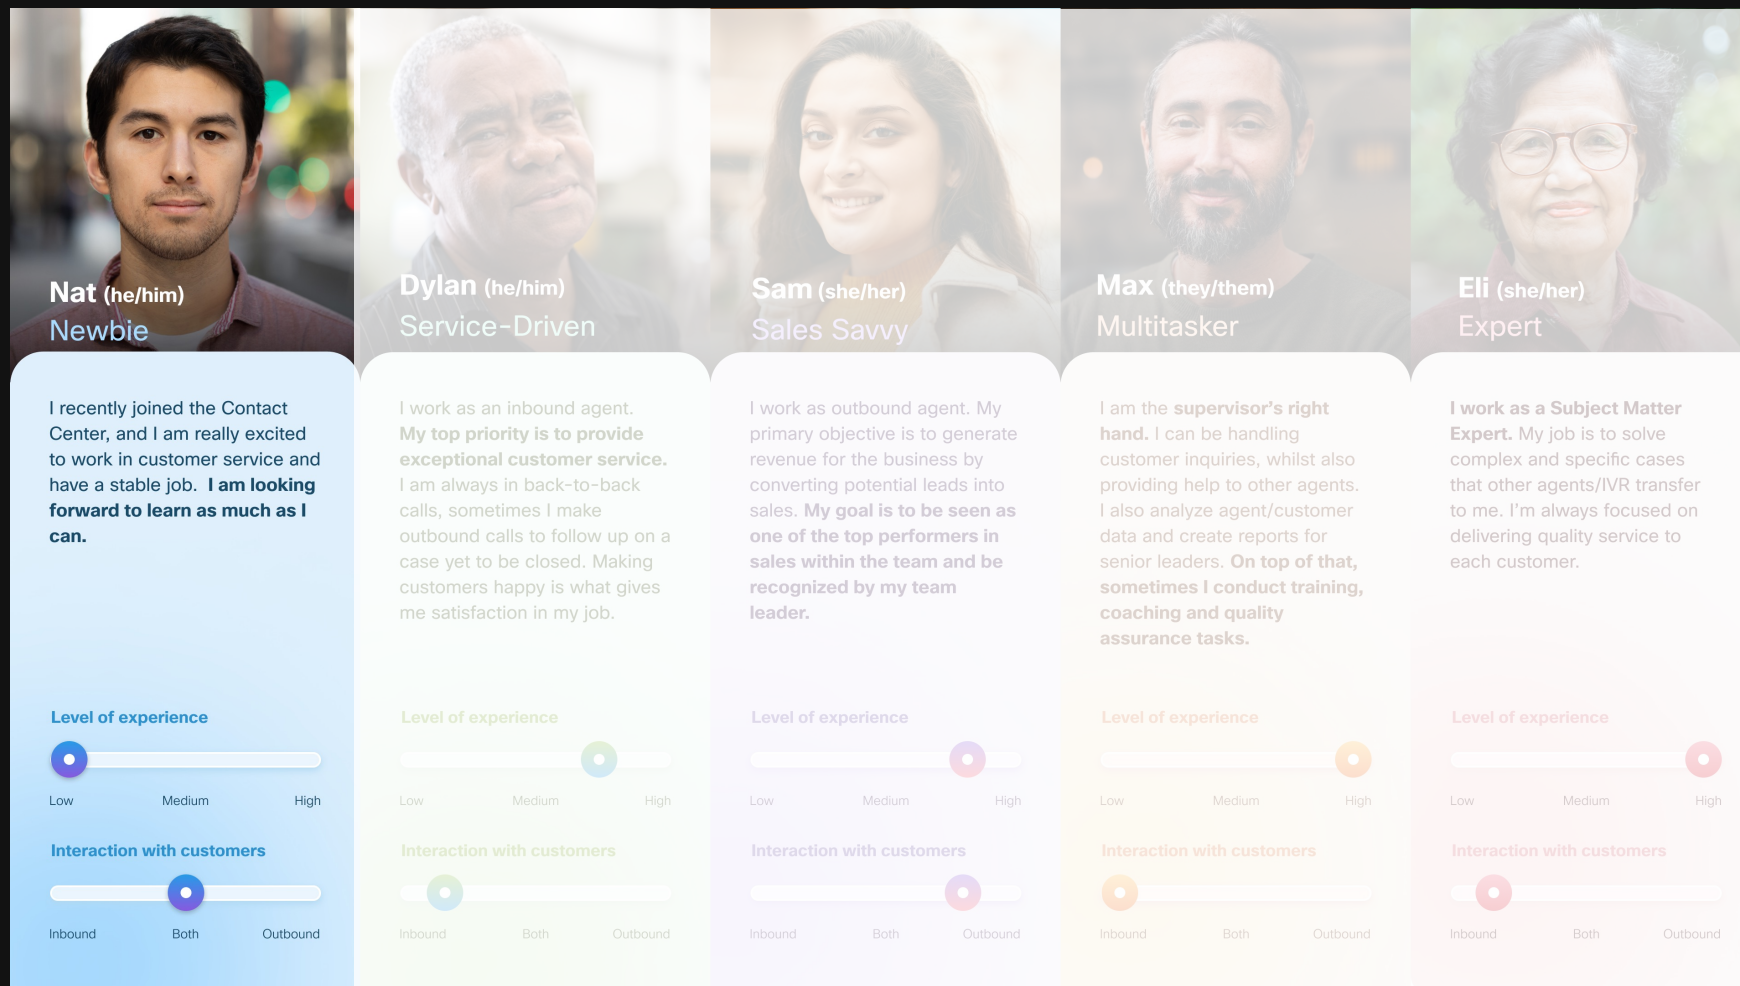 Nat (he/him)
Newbie
I recently joined the Contact
Center, and I am really excited
to work in customer service and
have a stable job.  I am looking
forward to learn as much as I
can.
Level of experience
Low Medium High
Interaction with customers
Inbound Both Outbound
Dylan (he/him)
Service-Driven
I work as an inbound agent.
My top priority is to provide
exceptional customer service.
I am always in back-to-back
calls, sometimes I make
outbound calls to follow up on a
case yet to be closed. Making
customers happy is what gives
me satisfaction in my job.
Level of experience
Low Medium High
Interaction with customers
Inbound Both Outbound
Sam (she/her)
Sales Savvy
I work as outbound agent. My
primary objective is to generate
revenue for the business by
converting potential leads into
sales. My goal is to be seen as
one of the top performers in
sales within the team and be
recognized by my team
leader.
Level of experience
Low Medium High
Interaction with customers
Inbound Both Outbound
Max (they/them)
Multitasker
I am the supervisor's right
hand. I can be handling
customer inquiries, whilst also
providing help to other agents.
I also analyze agent/customer
data and create reports for
senior leaders. On top of that,
sometimes I conduct training,
coaching and quality
assurance tasks.
Level of experience
Low Medium High
Interaction with customers
Inbound Both Outbound
Eli (she/her)
Expert
I work as a Subject Matter
Expert. My job is to solve
complex and specific cases
that other agents/IVR transfer
to me. I'm always focused on
delivering quality service to
each customer.
Level of experience
Low Medium High
Interaction with customers
Inbound Both Outbound